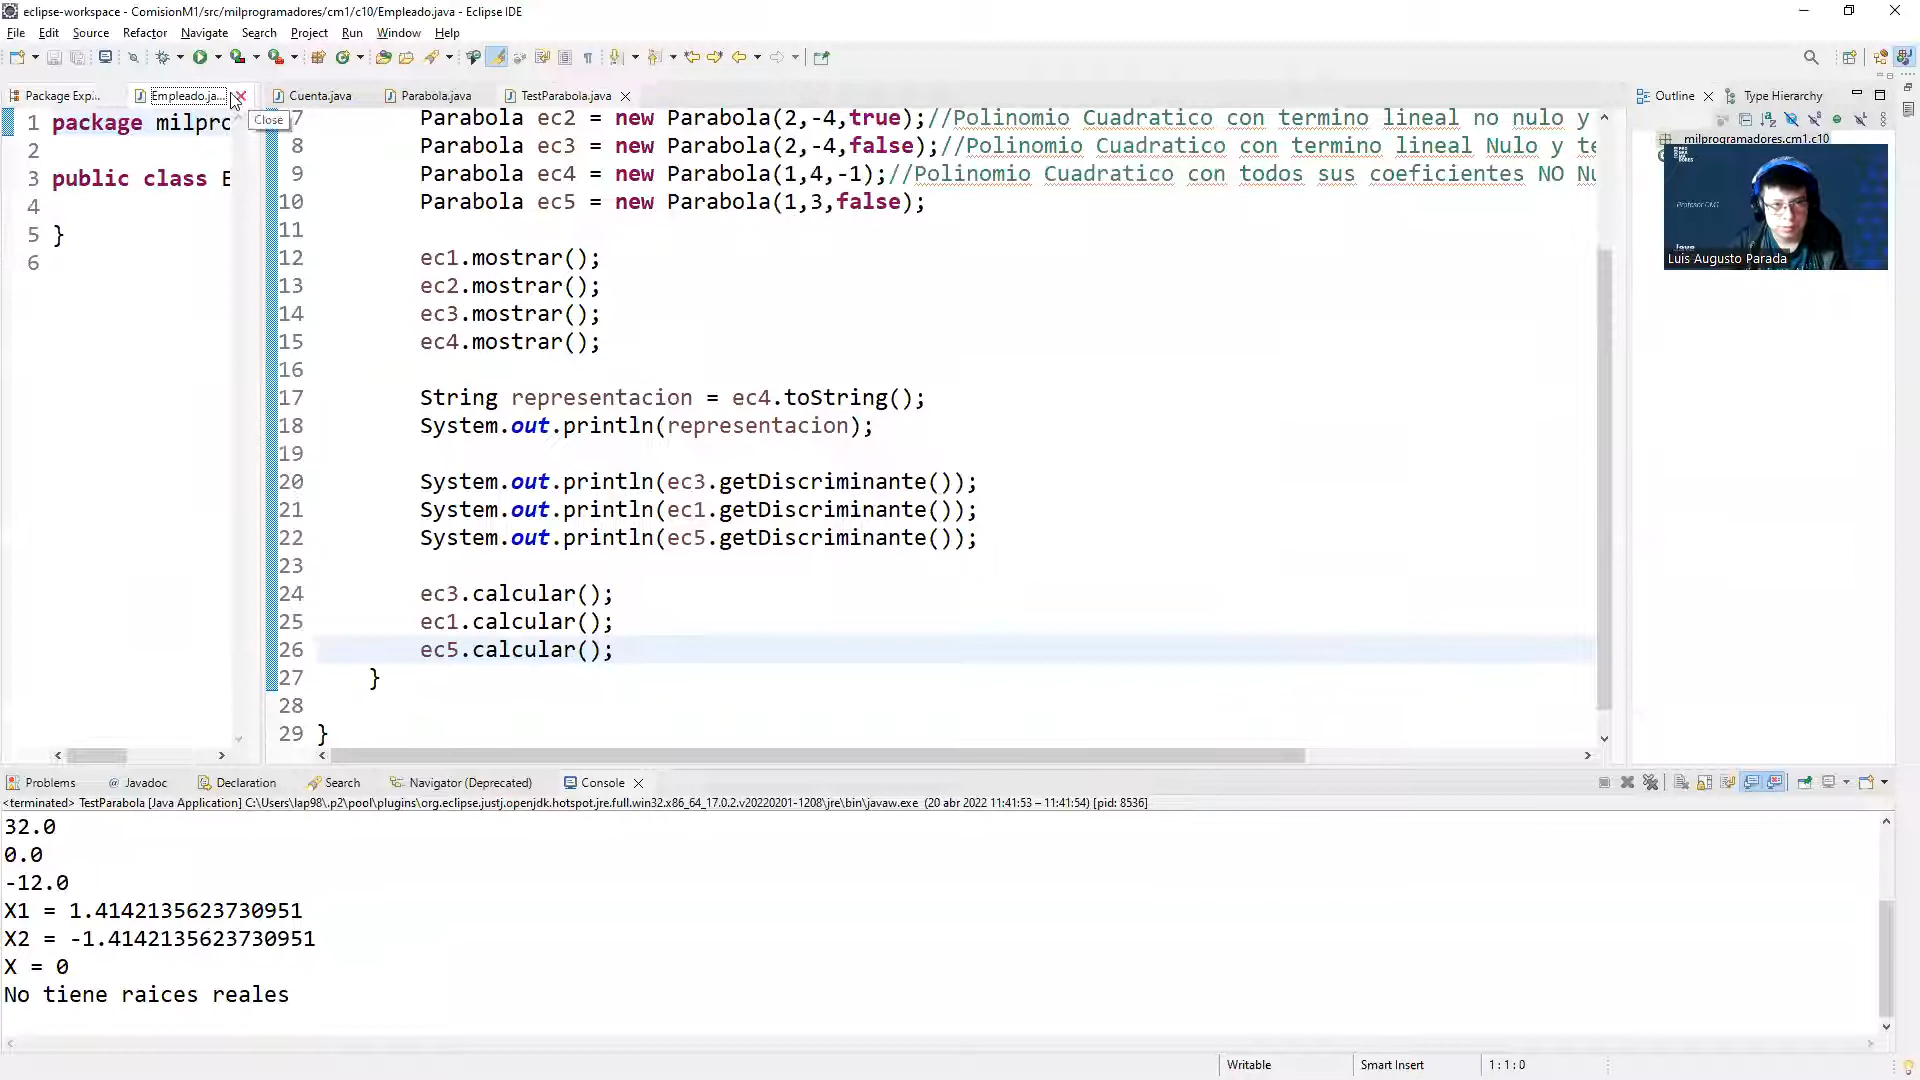 eclipse-workspace - ComisionM1/src/milprogramadores/cm1/c10/Empleado.java - Eclipse IDE
File Edit Source Refactor Navigate Search Project Run Window Help
Package Exp... Empleado.ja... Cuenta.java Parabola.java TestParabola.java Outline Type Hierarchy
Close
1 package milpro
2
3 public class E
4
5 }
6
7 Parabola ec2 = new Parabola(2,-4,true);//Polinomio Cuadratico con termino lineal no nulo y
8 Parabola ec3 = new Parabola(2,-4,false);//Polinomio Cuadratico con termino lineal Nulo y te
9 Parabola ec4 = new Parabola(1,4,-1);//Polinomio Cuadratico con todos sus coeficientes NO Nu
10 Parabola ec5 = new Parabola(1,3,false);
11
12 ec1.mostrar();
13 ec2.mostrar();
14 ec3.mostrar();
15 ec4.mostrar();
16
17 String representacion = ec4.toString();
18 System.out.println(representacion);
19
20 System.out.println(ec3.getDiscriminante());
21 System.out.println(ec1.getDiscriminante());
22 System.out.println(ec5.getDiscriminante());
23
24 ec3.calcular();
25 ec1.calcular();
26 ec5.calcular();
27 }
28
29 }
milprogramadores.cm1.c10
Luis Augusto Parada
Problems Javadoc Declaration Search Navigator (Deprecated) Console
<terminated> TestParabola [Java Application] C:\Users\lap98\.p2\pool\plugins\org.eclipse.justj.openjdk.hotspot.jre.full.win32.x86_64_17.0.2.v20220201-1208\jre\bin\javaw.exe (20 abr 2022 11:41:53 – 11:41:54) [pid: 8536]
32.0
0.0
-12.0
X1 = 1.4142135623730951
X2 = -1.4142135623730951
X = 0
No tiene raices reales
Writable Smart Insert 1 : 1 : 0